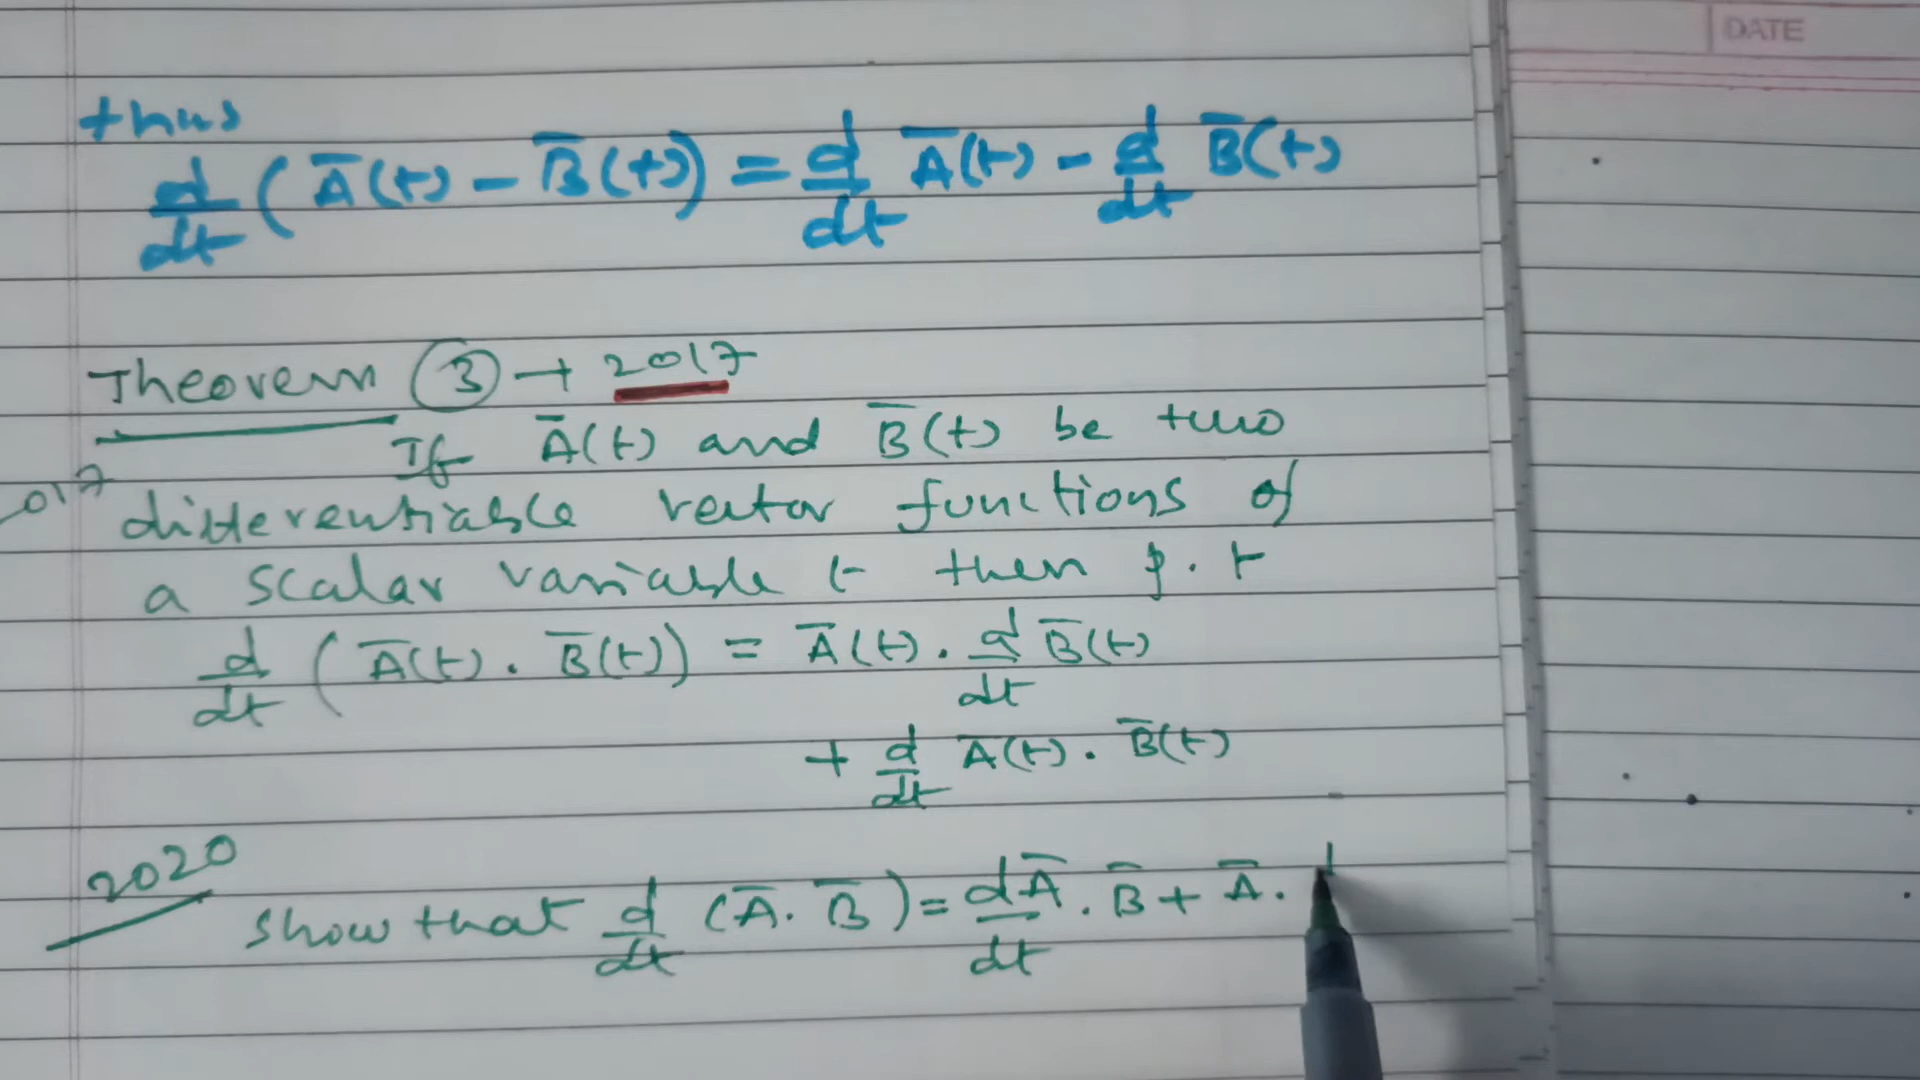 DATE
thus
d/dt ( A̅(t) - B̅(t) ) = d/dt A̅(t) - d/dt B̅(t)
Theorem ③ → 2017
If A̅(t) and B̅(t) be two
2017
differentiable vector functions of
a scalar variable t then p.t
d/dt ( A̅(t) . B̅(t) ) = A̅(t) . d/dt B̅(t)
+ d/dt A̅(t) . B̅(t)
2020
show that d/dt (A̅. B̅) = dA̅/dt . B̅ + A̅. d